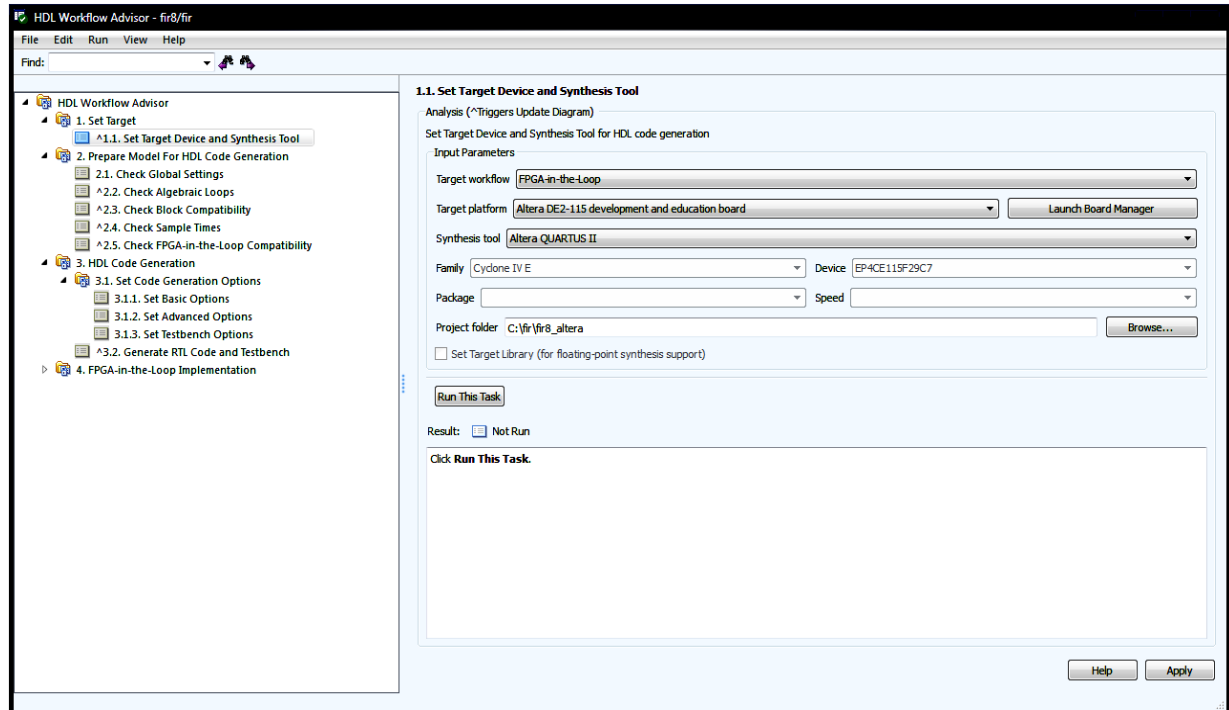 HDL Workflow Advisor - fir8/fir
File Edit Run View Help
Find:
HDL Workflow Advisor
1. Set Target
^1.1. Set Target Device and Synthesis Tool
2. Prepare Model For HDL Code Generation
2.1. Check Global Settings
^2.2. Check Algebraic Loops
^2.3. Check Block Compatibility
^2.4. Check Sample Times
^2.5. Check FPGA-in-the-Loop Compatibility
3. HDL Code Generation
3.1. Set Code Generation Options
3.1.1. Set Basic Options
3.1.2. Set Advanced Options
3.1.3. Set Testbench Options
^3.2. Generate RTL Code and Testbench
4. FPGA-in-the-Loop Implementation
1.1. Set Target Device and Synthesis Tool
Analysis (^Triggers Update Diagram)
Set Target Device and Synthesis Tool for HDL code generation
Input Parameters
Target workflow FPGA-in-the-Loop
Target platform Altera DE2-115 development and education board Launch Board Manager
Synthesis tool Altera QUARTUS II
Family Cyclone IV E Device EP4CE115F29C7
Package Speed
Project folder C:\fir\fir8_altera Browse...
Set Target Library (for floating-point synthesis support)
Run This Task
Result: Not Run
Click Run This Task.
Help Apply